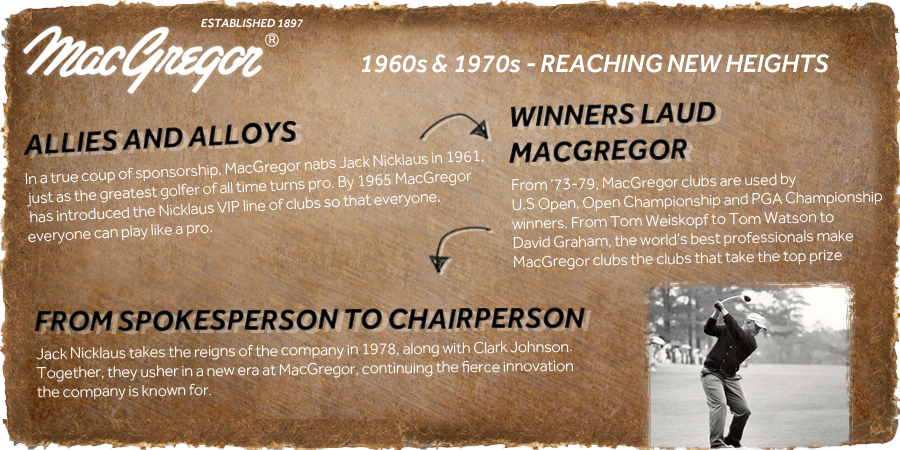 ESTABLISHED 1897
MacGregor®
1960s & 1970s - REACHING NEW HEIGHTS
ALLIES AND ALLOYS
In a true coup of sponsorship, MacGregor nabs Jack Nicklaus in 1961,
just as the greatest golfer of all time turns pro. By 1965 MacGregor
has introduced the Nicklaus VIP line of clubs so that everyone,
everyone can play like a pro.
WINNERS LAUD
MACGREGOR
From '73-79, MacGregor clubs are used by
U.S Open, Open Championship and PGA Championship
winners. From Tom Weiskopf to Tom Watson to
David Graham, the world's best professionals make
MacGregor clubs the clubs that take the top prize
FROM SPOKESPERSON TO CHAIRPERSON
Jack Nicklaus takes the reigns of the company in 1978, along with Clark Johnson.
Together, they usher in a new era at MacGregor, continuing the fierce innovation
the company is known for.